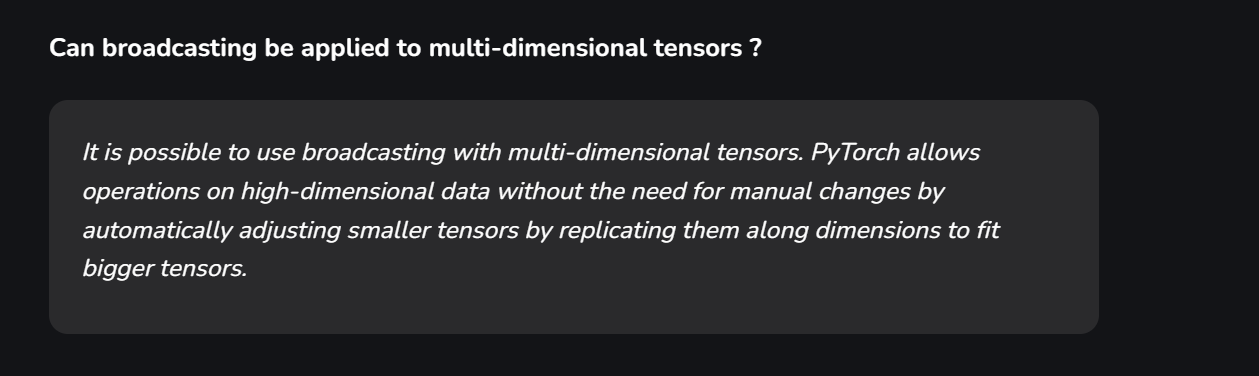 Can broadcasting be applied to multi-dimensional tensors ?
It is possible to use broadcasting with multi-dimensional tensors. PyTorch allows
operations on high-dimensional data without the need for manual changes by
automatically adjusting smaller tensors by replicating them along dimensions to fit
bigger tensors.